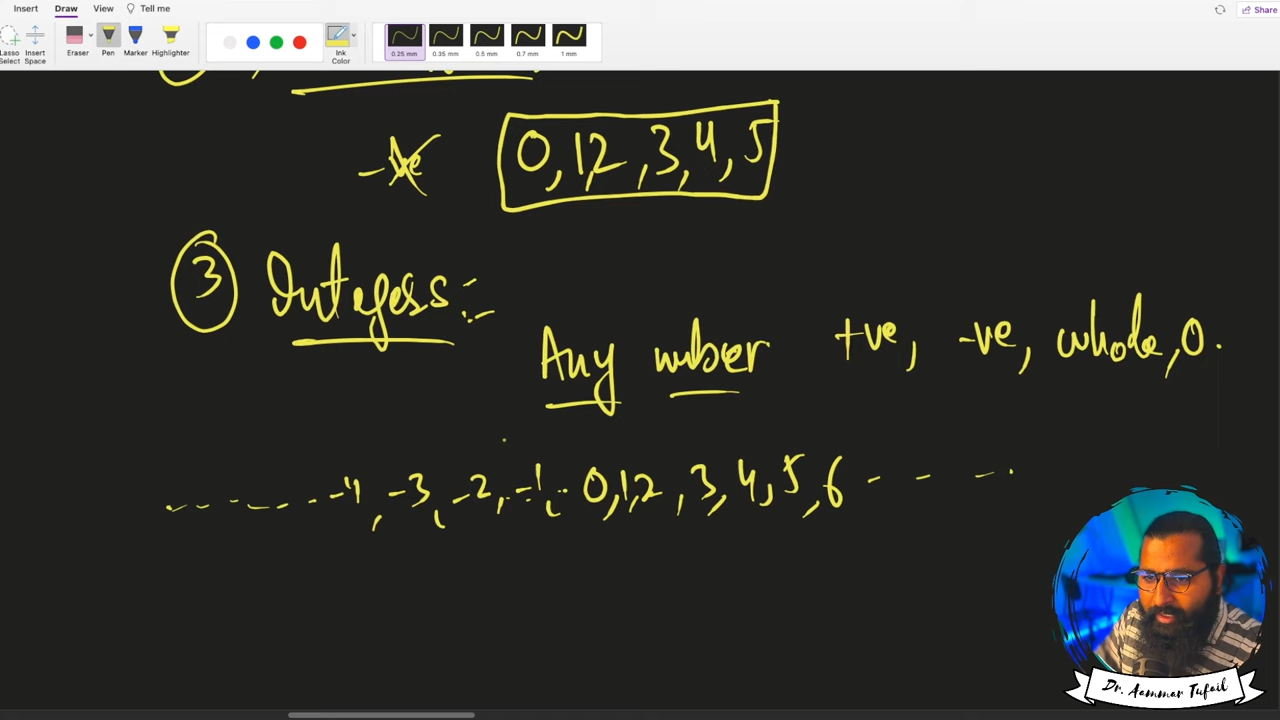 Insert Draw View Tell me
Share
Lasso Select
Insert Space
Eraser
Pen
Marker
Highlighter
Ink Color
0.25 mm
0.35 mm
0.5 mm
0.7 mm
1 mm
0,1,2,3,4,5
3 Integers:-
Any number +ve, -ve, whole, 0.
-------4, -3, -2, -1, 0,1,2,3,4,5,6 - - - -
Dr. Aammar Tufail